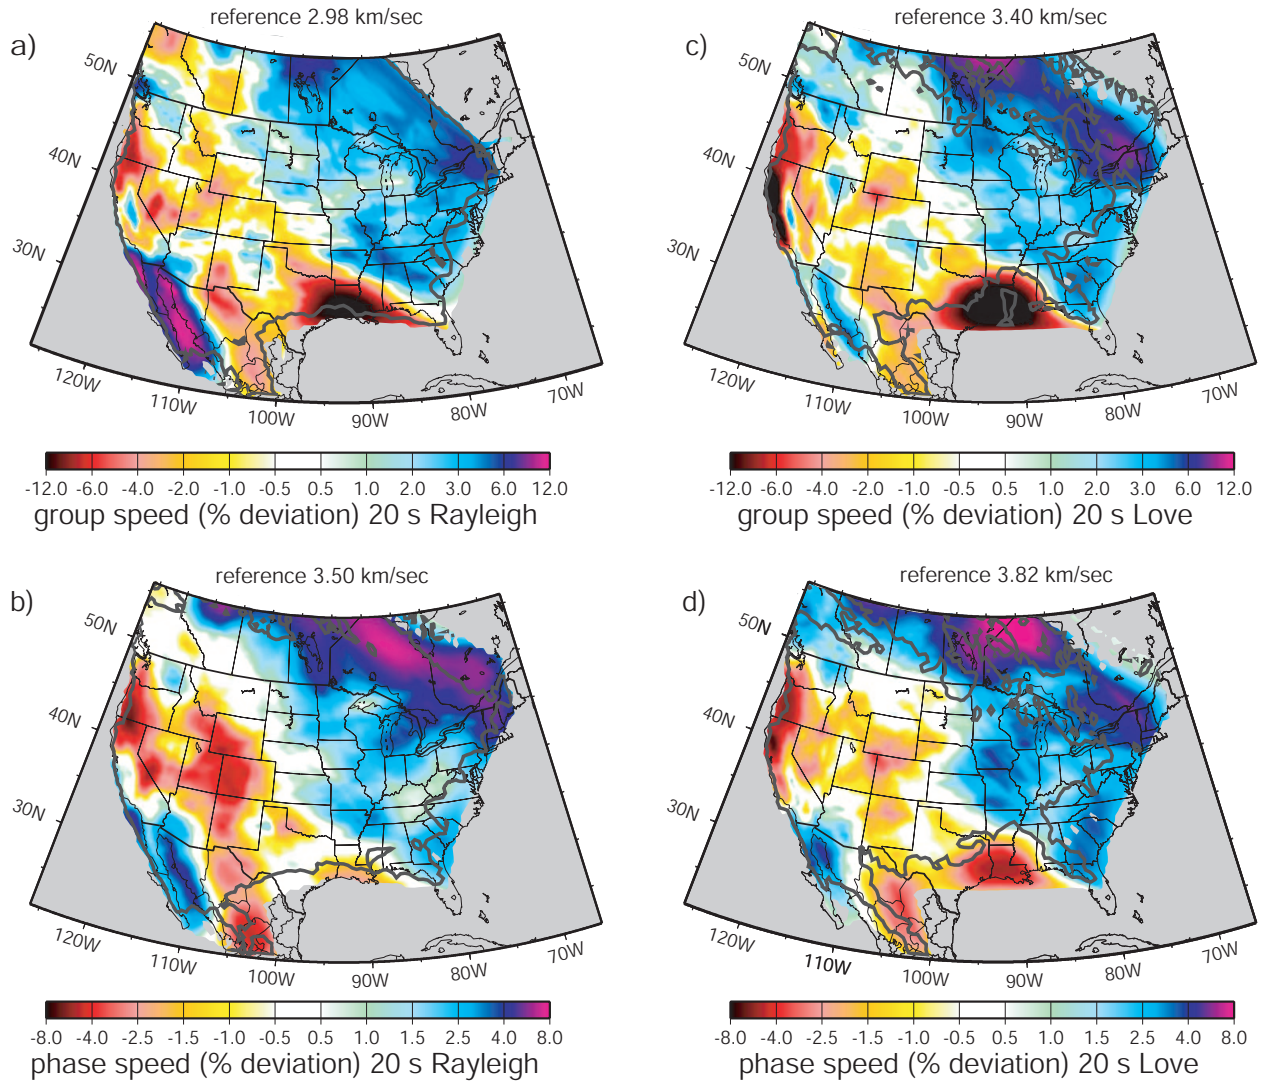 reference 2.98 km/sec
a)
50N
40N
30N
120W
110W
100W
90W
80W
70W
-12.0 -6.0 -4.0 -2.0 -1.0 -0.5 0.5 1.0 2.0 3.0 6.0 12.0
group speed (% deviation) 20 s Rayleigh
reference 3.40 km/sec
c)
50N
40N
30N
120W
110W
100W
90W
80W
70W
-12.0 -6.0 -4.0 -2.0 -1.0 -0.5 0.5 1.0 2.0 3.0 6.0 12.0
group speed (% deviation) 20 s Love
reference 3.50 km/sec
b)
50N
40N
30N
120W
110W
100W
90W
80W
70W
-8.0 -4.0 -2.5 -1.5 -1.0 -0.5 0.5 1.0 1.5 2.5 4.0 8.0
phase speed (% deviation) 20 s Rayleigh
reference 3.82 km/sec
d)
50N
40N
30N
120W
110W
100W
90W
80W
70W
-8.0 -4.0 -2.5 -1.5 -1.0 -0.5 0.5 1.0 1.5 2.5 4.0 8.0
phase speed (% deviation) 20 s Love